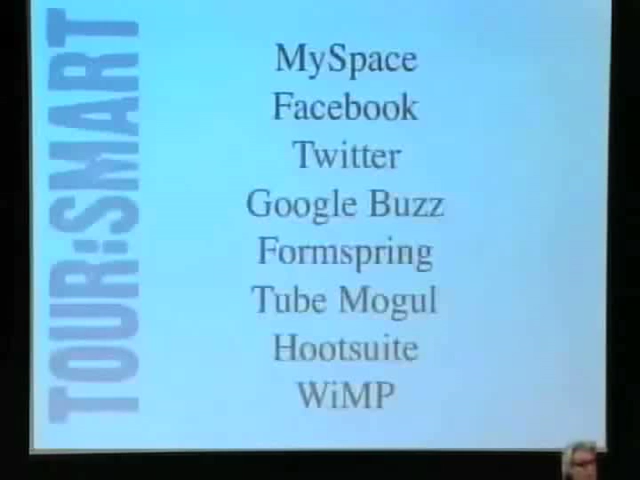 TOUR:SMART
MySpace
Facebook
Twitter
Google Buzz
Formspring
Tube Mogul
Hootsuite
WiMP